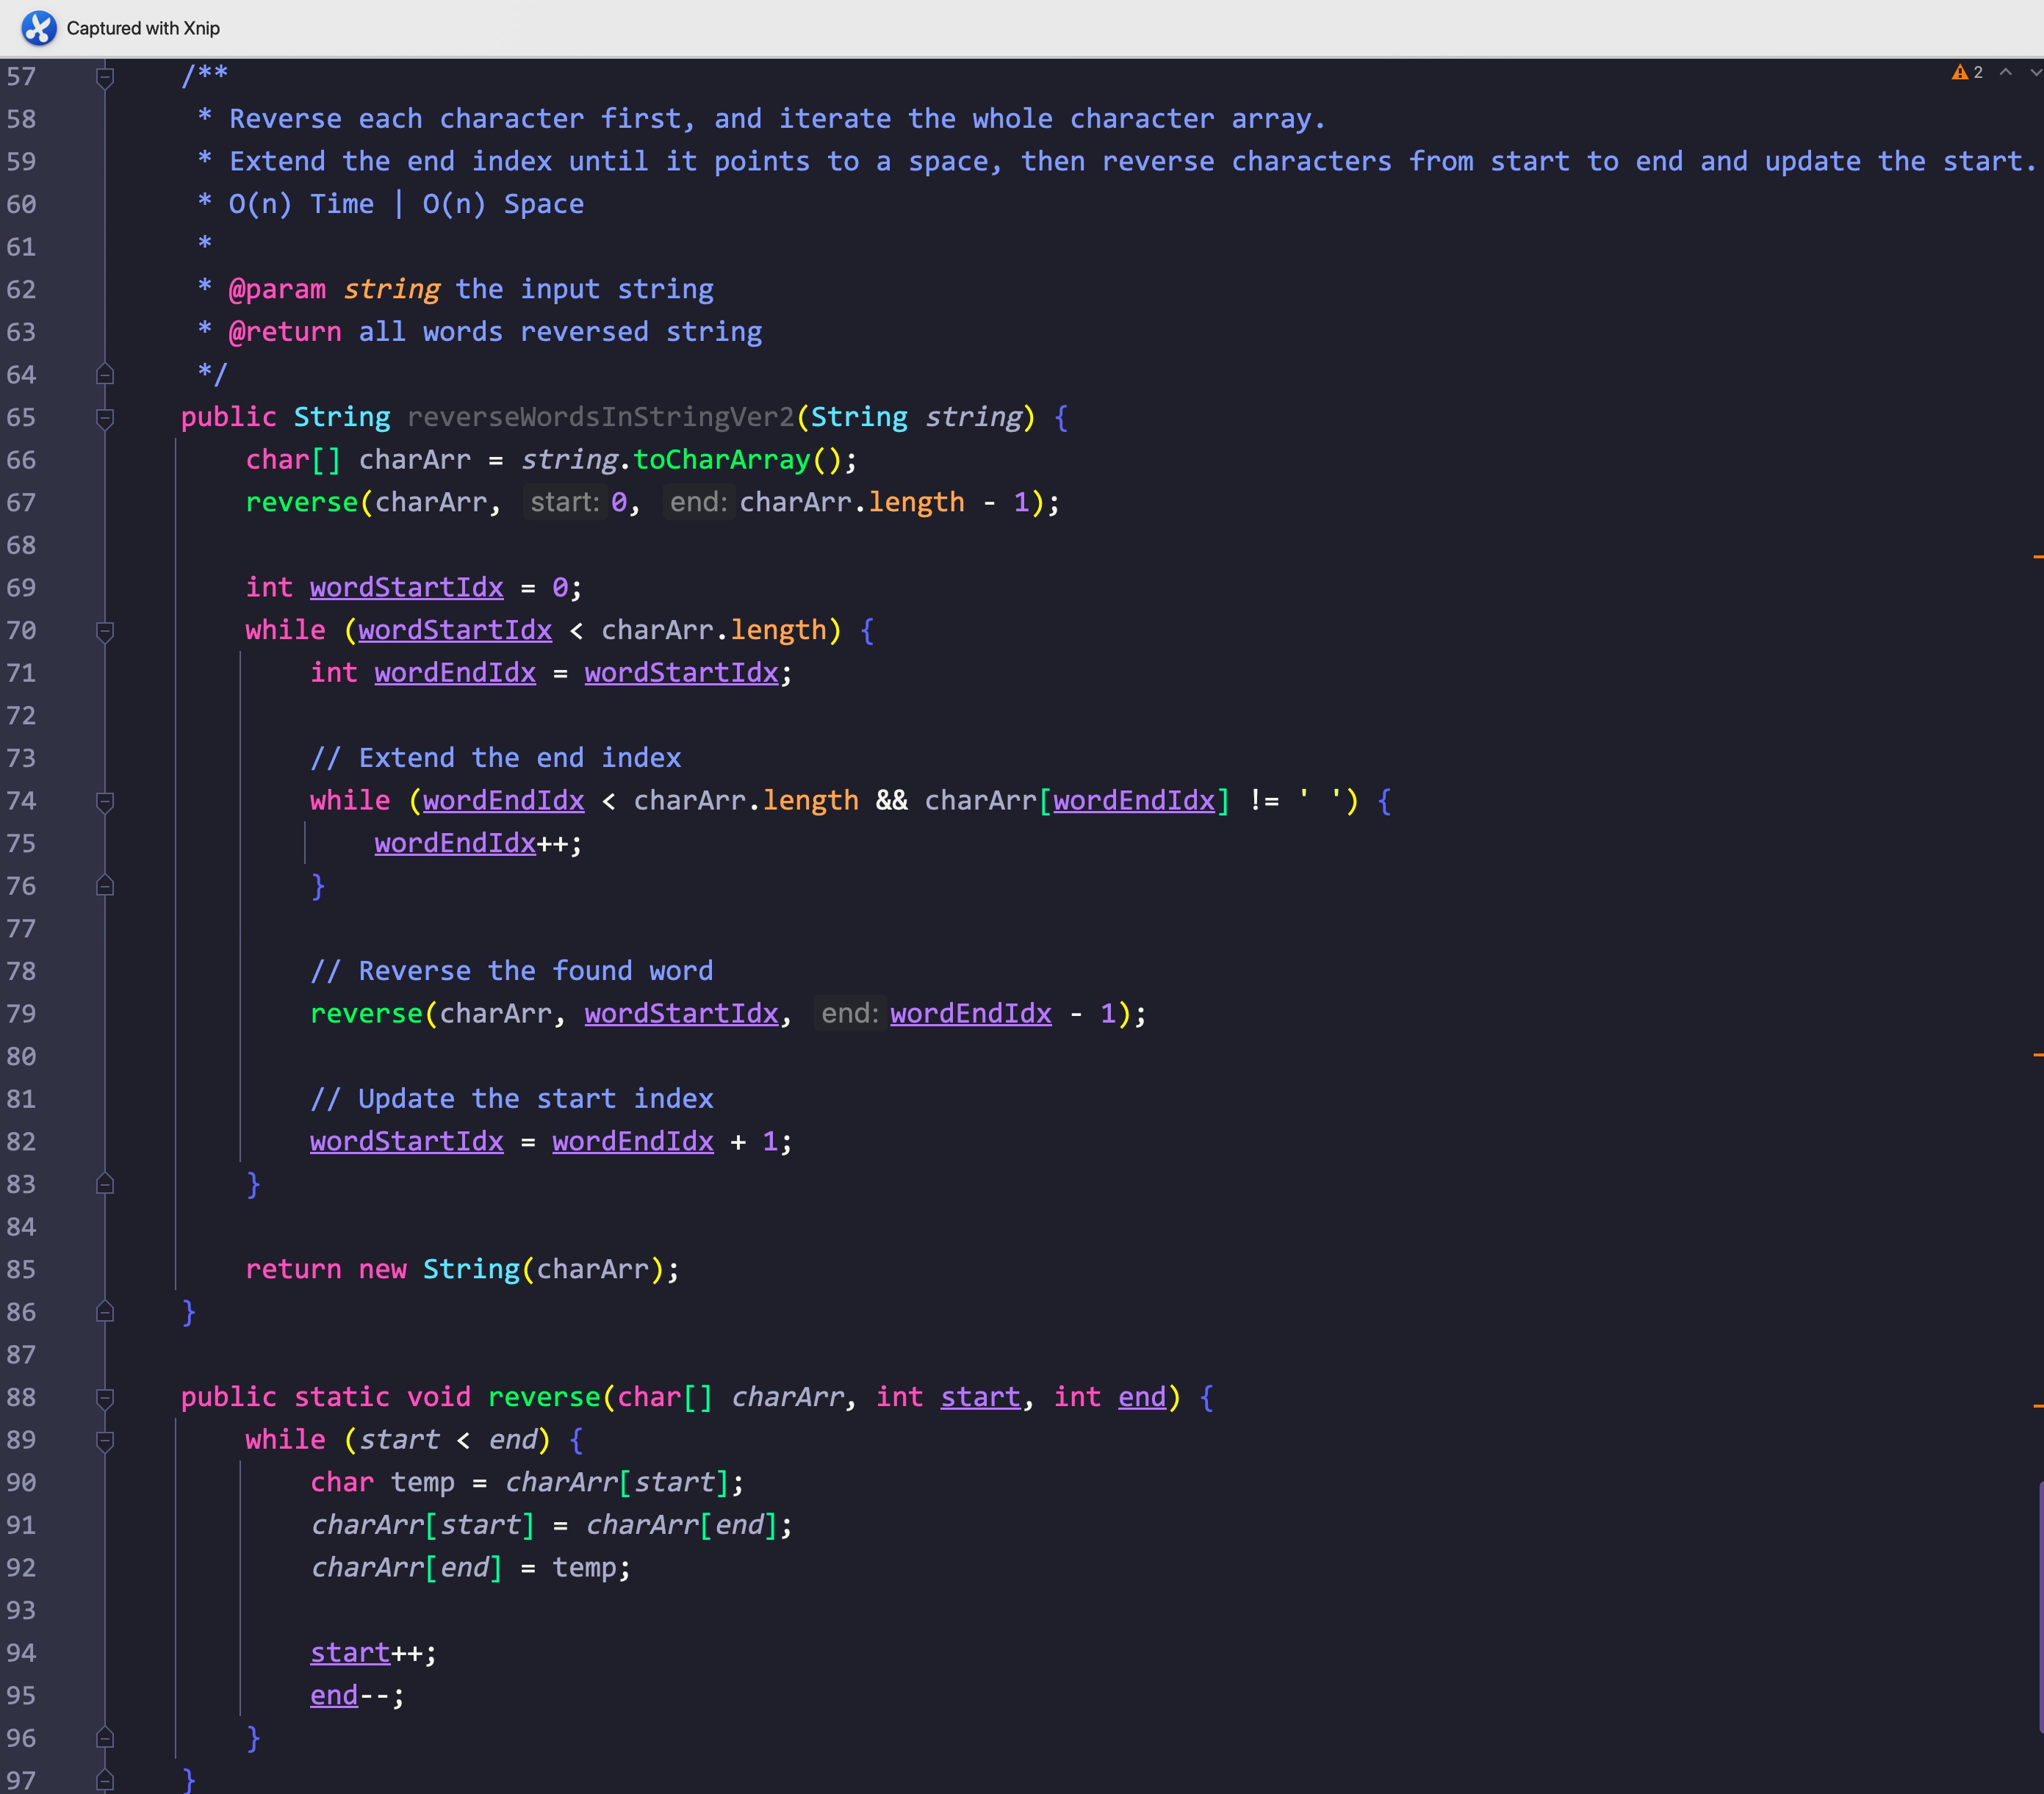 Captured with Xnip
2
57 /**
58 * Reverse each character first, and iterate the whole character array.
59 * Extend the end index until it points to a space, then reverse characters from start to end and update the start.
60 * O(n) Time | O(n) Space
61 *
62 * @param string the input string
63 * @return all words reversed string
64 */
65 public String reverseWordsInStringVer2(String string) {
66 char[] charArr = string.toCharArray();
67 reverse(charArr, start: 0, end: charArr.length - 1);
68
69 int wordStartIdx = 0;
70 while (wordStartIdx < charArr.length) {
71 int wordEndIdx = wordStartIdx;
72
73 // Extend the end index
74 while (wordEndIdx < charArr.length && charArr[wordEndIdx] != ' ') {
75 wordEndIdx++;
76 }
77
78 // Reverse the found word
79 reverse(charArr, wordStartIdx, end: wordEndIdx - 1);
80
81 // Update the start index
82 wordStartIdx = wordEndIdx + 1;
83 }
84
85 return new String(charArr);
86 }
87
88 public static void reverse(char[] charArr, int start, int end) {
89 while (start < end) {
90 char temp = charArr[start];
91 charArr[start] = charArr[end];
92 charArr[end] = temp;
93
94 start++;
95 end--;
96 }
97 }